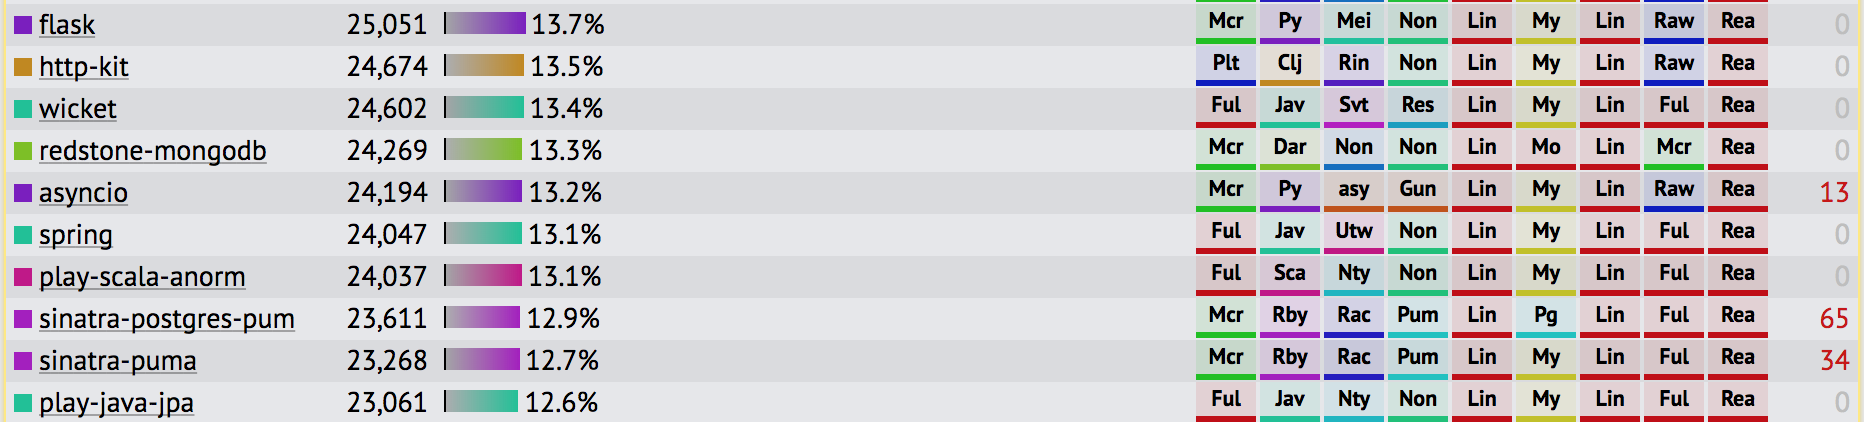 flask 25,051 13.7% Mcr Py Mei Non Lin My Lin Raw Rea 0
http-kit 24,674 13.5% Plt Clj Rin Non Lin My Lin Raw Rea 0
wicket 24,602 13.4% Ful Jav Svt Res Lin My Lin Ful Rea 0
redstone-mongodb 24,269 13.3% Mcr Dar Non Non Lin Mo Lin Mcr Rea 0
asyncio 24,194 13.2% Mcr Py asy Gun Lin My Lin Raw Rea 13
spring 24,047 13.1% Ful Jav Utw Non Lin My Lin Ful Rea 0
play-scala-anorm 24,037 13.1% Ful Sca Nty Non Lin My Lin Ful Rea 0
sinatra-postgres-pum 23,611 12.9% Mcr Rby Rac Pum Lin Pg Lin Ful Rea 65
sinatra-puma 23,268 12.7% Mcr Rby Rac Pum Lin My Lin Ful Rea 34
play-java-jpa 23,061 12.6% Ful Jav Nty Non Lin My Lin Ful Rea 0